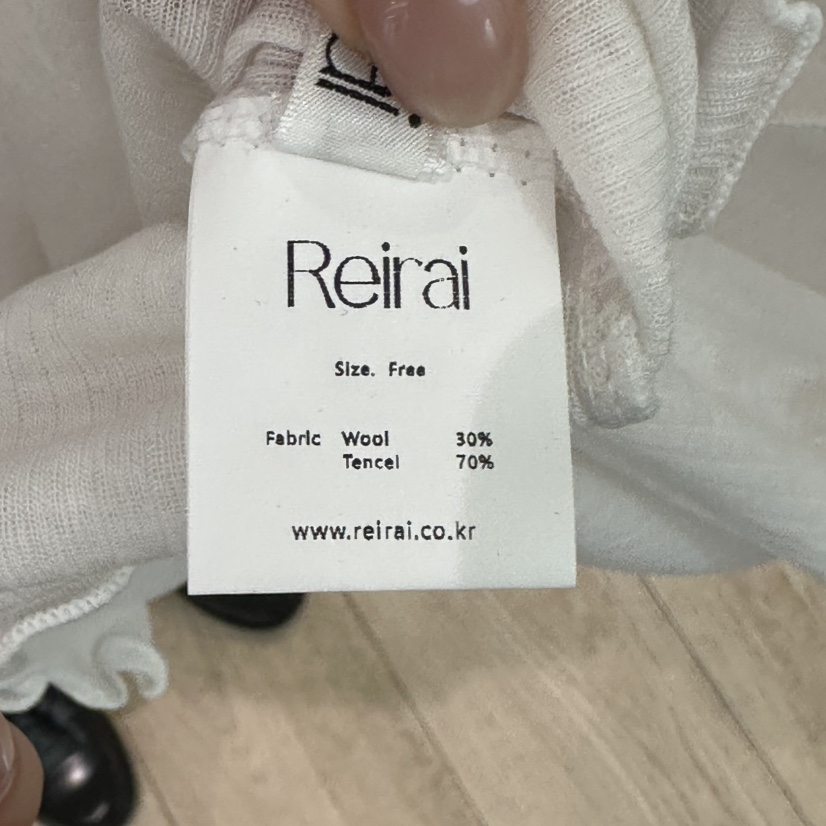 Reirai
Size. Free
Fabric Wool 30%
Tencel 70%
www.reirai.co.kr